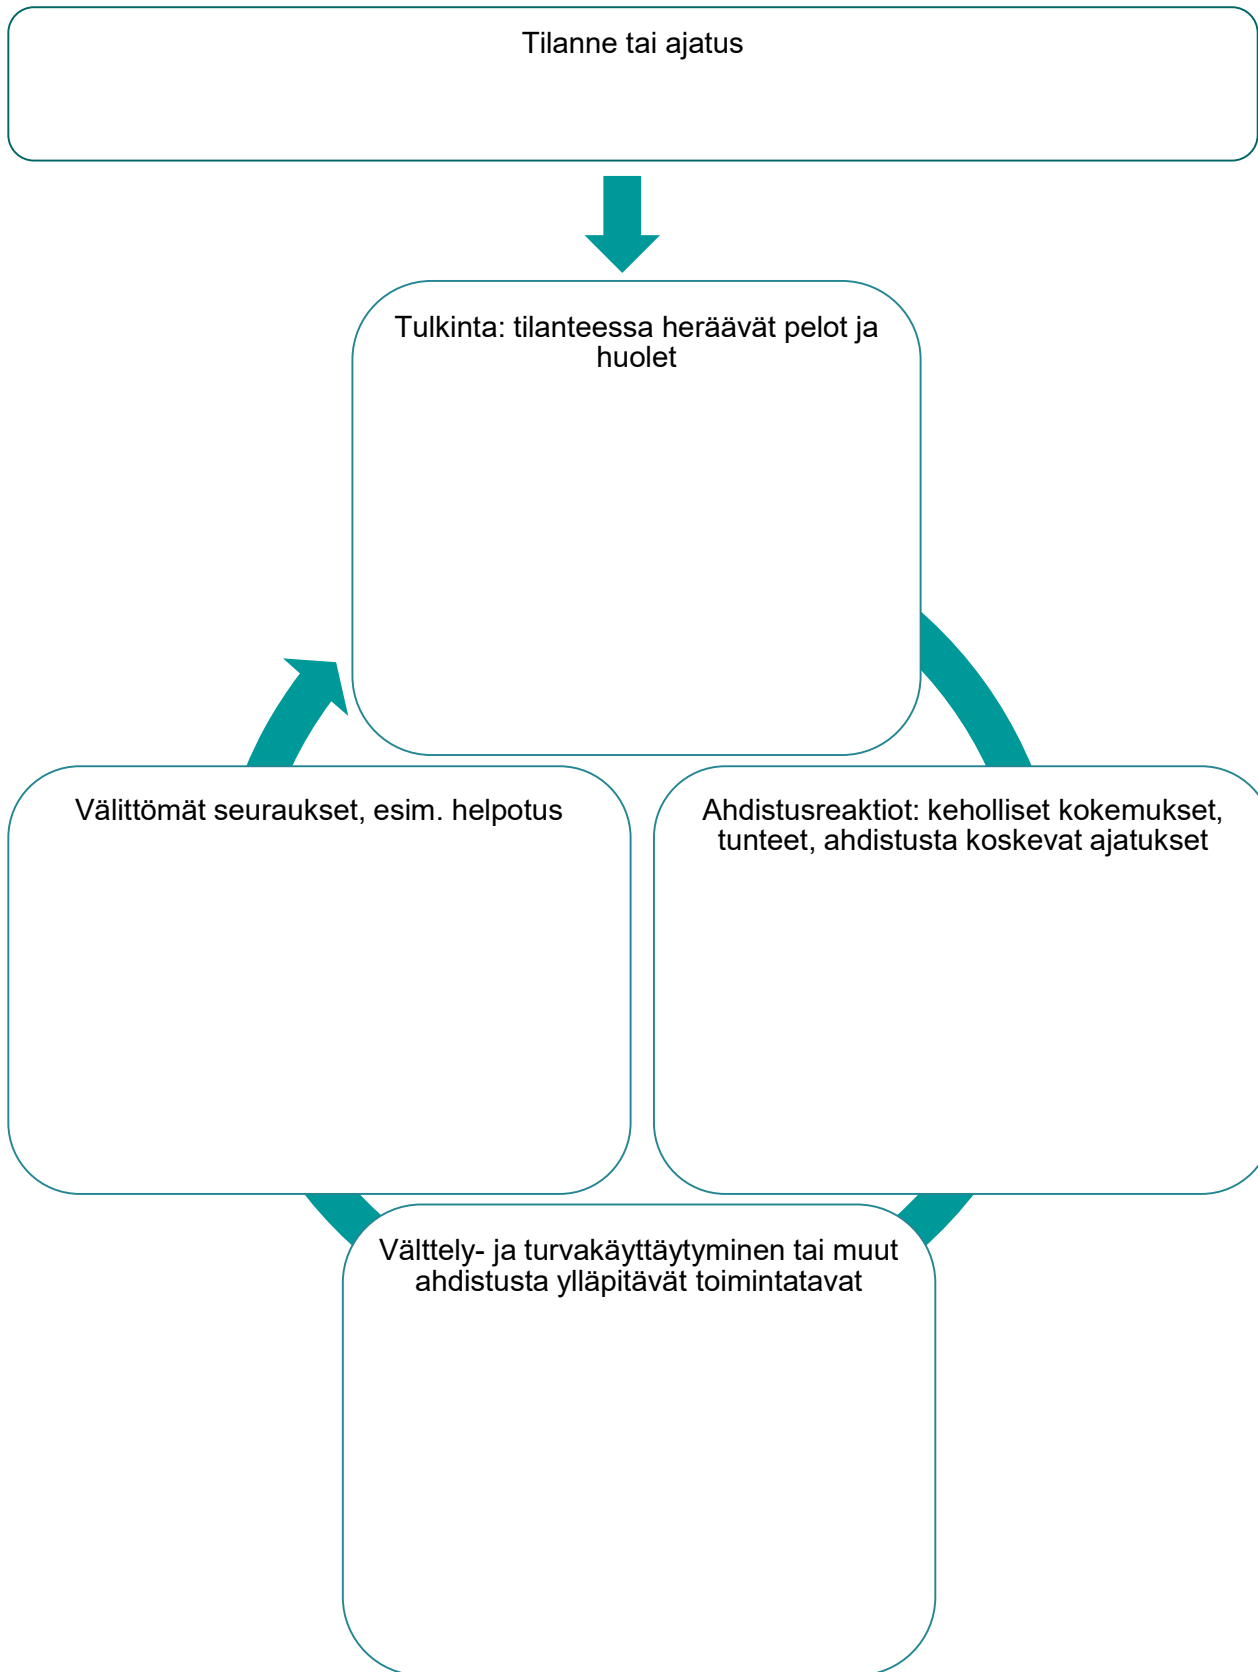 Tilanne tai ajatus
Tulkinta: tilanteessa heräävät pelot ja
huolet
Välittömät seuraukset, esim. helpotus
Ahdistusreaktiot: keholliset kokemukset,
tunteet, ahdistusta koskevat ajatukset
Välttely- ja turvakäyttäytyminen tai muut
ahdistusta ylläpitävät toimintatavat